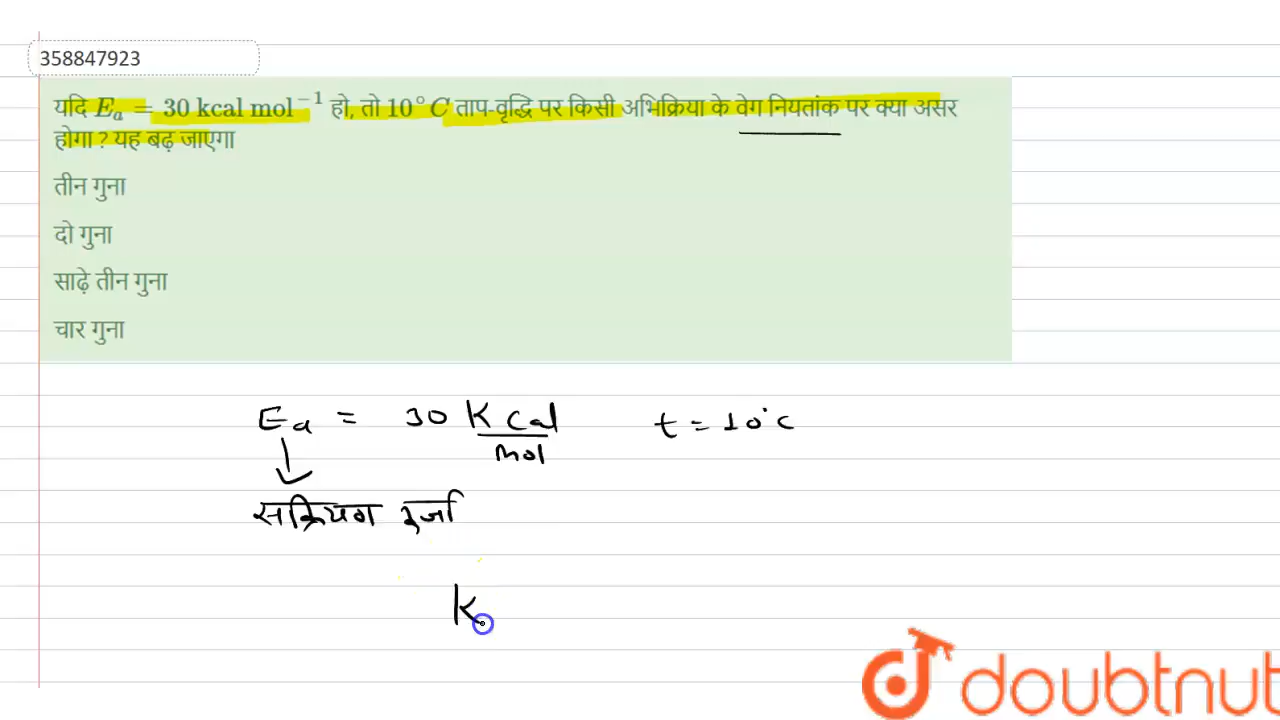 358847923
यदि Eₐ = 30 kcal mol⁻¹ हो, तो 10°C ताप-वृद्धि पर किसी अभिक्रिया के वेग नियतांक पर क्या असर
होगा ? यह बढ़ जाएगा
तीन गुना
दो गुना
साढ़े तीन गुना
चार गुना
Ea = 30 K Cal/mol t = 10°C
सक्रियण ऊर्जा
K
doubtnut